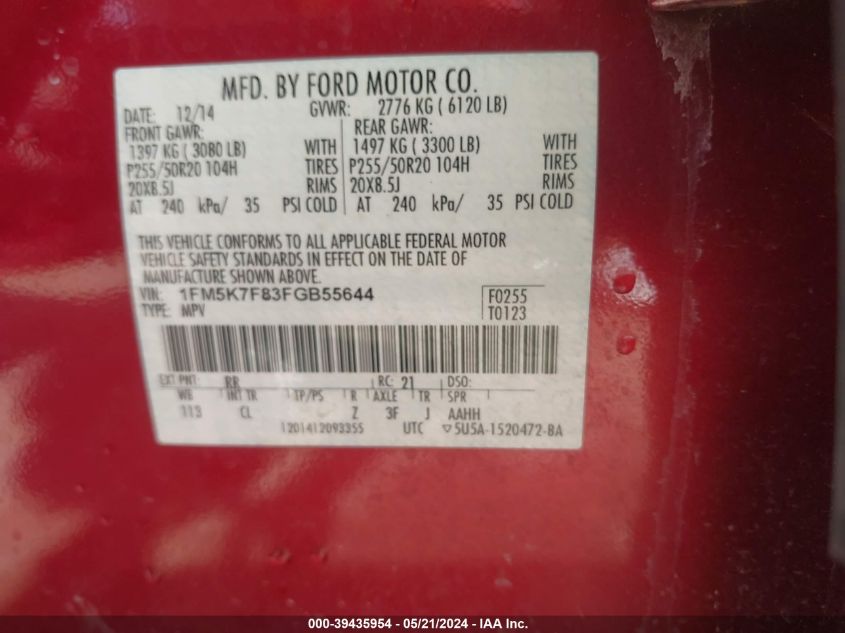 MFD. BY FORD MOTOR CO.
DATE: 12/14 GVWR: 2776 KG ( 6120 LB)
FRONT GAWR: REAR GAWR:
1397 KG ( 3080 LB) WITH 1497 KG ( 3300 LB) WITH
P255/50R20 104H TIRES P255/50R20 104H TIRES
20X8.5J RIMS 20X8.5J RIMS
AT 240 kPa/ 35 PSI COLD AT 240 kPa/ 35 PSI COLD
THIS VEHICLE CONFORMS TO ALL APPLICABLE FEDERAL MOTOR
VEHICLE SAFETY STANDARDS IN EFFECT ON THE DATE OF
MANUFACTURE SHOWN ABOVE.
VIN: 1FM5K7F83FGB55644 F0255
TYPE: MPV T0123
EXT PNT: RR RC: 21 DSO:
WB INT TR TP/PS R AXLE TR SPR
113 CL Z 3F J AAHH
1201412093355 UTC ▽5U5A-1520472-BA
000-39435954 - 05/21/2024 - IAA Inc.